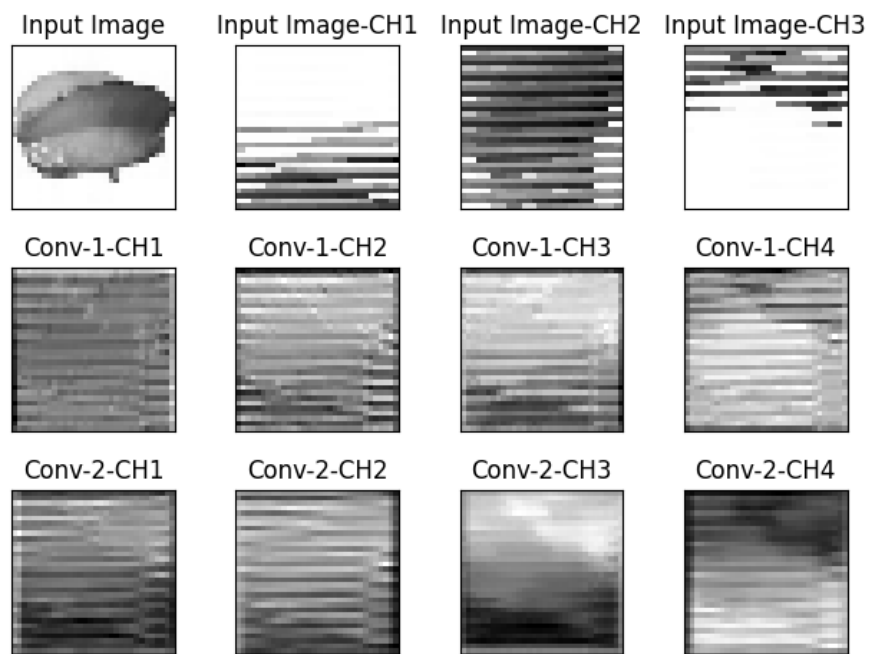 Input Image Input Image-CH1 Input Image-CH2 Input Image-CH3
Conv-1-CH1 Conv-1-CH2 Conv-1-CH3 Conv-1-CH4
Conv-2-CH1 Conv-2-CH2 Conv-2-CH3 Conv-2-CH4